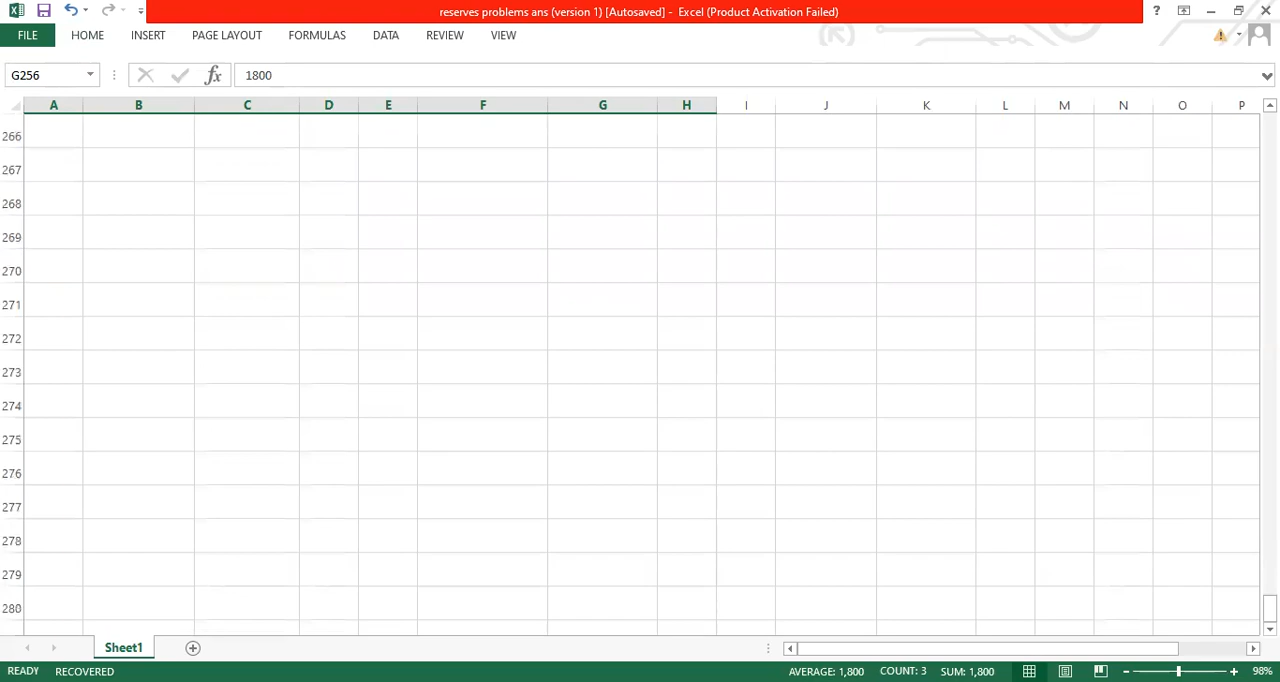 reserves problems ans (version 1) [Autosaved] - Excel (Product Activation Failed)
?
FILE HOME INSERT PAGE LAYOUT FORMULAS DATA REVIEW VIEW
G256 fx 1800
A B C D E F G H I J K L M N O P
266
267
268
269
270
271
272
273
274
275
276
277
278
279
280
Sheet1
READY RECOVERED AVERAGE: 1,800 COUNT: 3 SUM: 1,800 98%